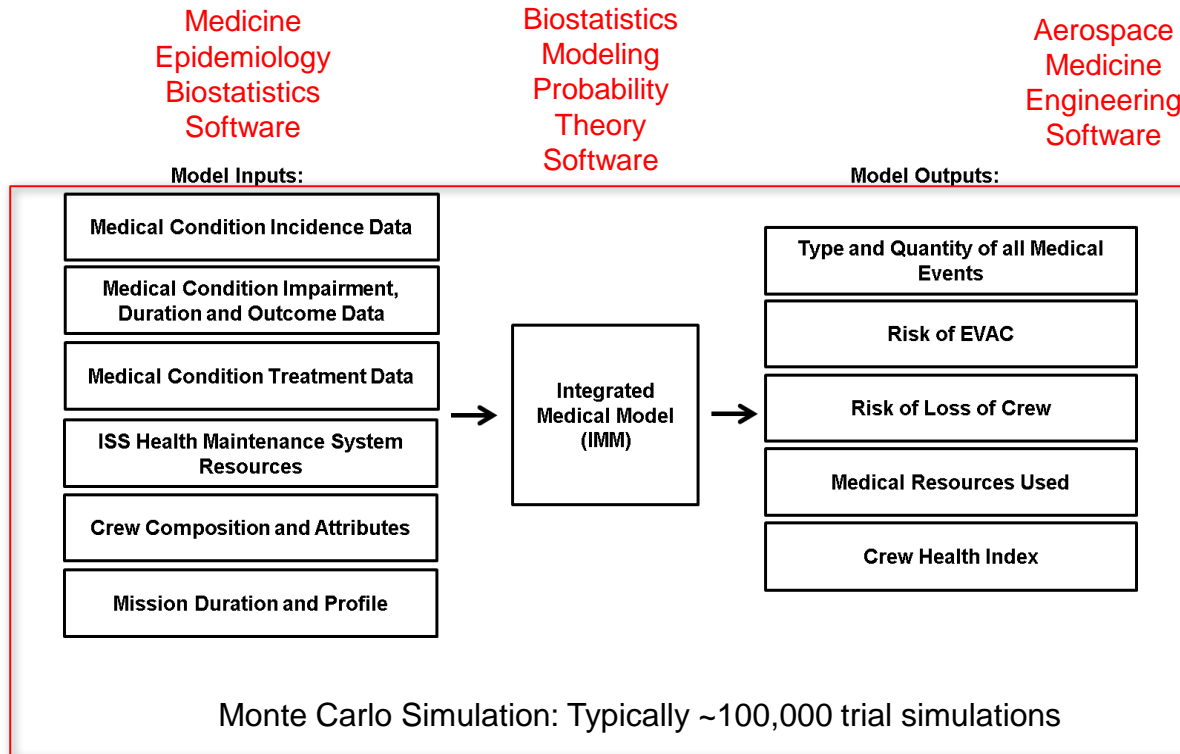 Medicine
Epidemiology
Biostatistics
Software
Biostatistics
Modeling
Probability
Theory
Software
Aerospace
Medicine
Engineering
Software
Model Inputs:
Medical Condition Incidence Data
Medical Condition Impairment,
Duration and Outcome Data
Medical Condition Treatment Data
ISS Health Maintenance System
Resources
Crew Composition and Attributes
Mission Duration and Profile
Integrated
Medical Model
(IMM)
Model Outputs:
Type and Quantity of all Medical
Events
Risk of EVAC
Risk of Loss of Crew
Medical Resources Used
Crew Health Index
Monte Carlo Simulation: Typically ~100,000 trial simulations